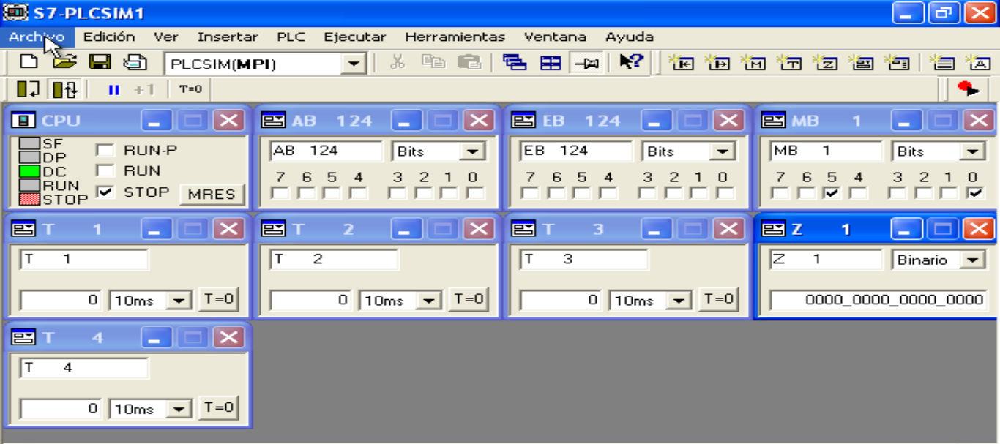 S7-PLCSIM1
Archivo Edición Ver Insertar PLC Ejecutar Herramientas Ventana Ayuda
PLCSIM(MPI)
+1 T=0
CPU
SF
DP
DC
RUN
STOP
RUN-P
RUN
STOP MRES
AB 124
AB 124 Bits
7 6 5 4 3 2 1 0
EB 124
EB 124 Bits
7 6 5 4 3 2 1 0
MB 1
MB 1 Bits
7 6 5 4 3 2 1 0
T 1
T 1
0 10ms T=0
T 2
T 2
0 10ms T=0
T 3
T 3
0 10ms T=0
Z 1
Z 1 Binario
0000_0000_0000_0000
T 4
T 4
0 10ms T=0